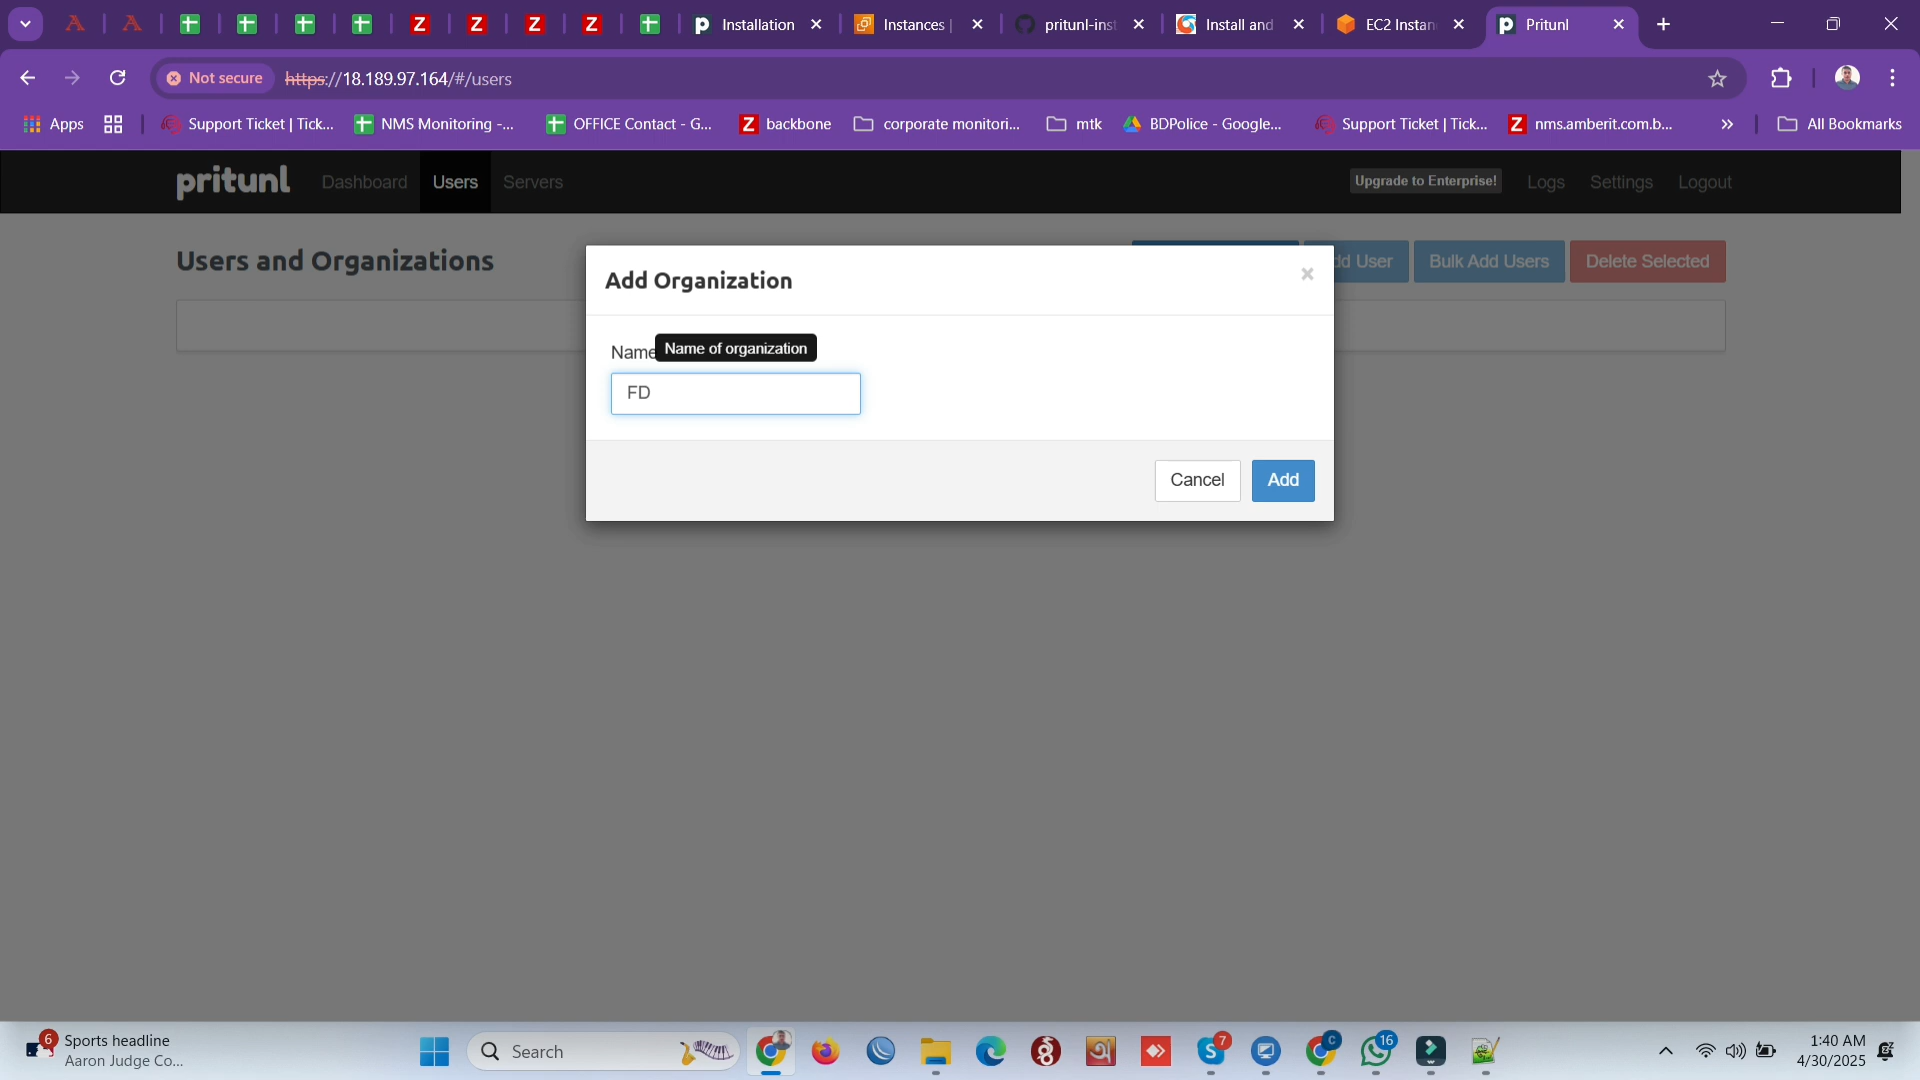 Installation
Instances |
pritunl-inst
Install and
EC2 Instan
Pritunl
Not secure
https://18.189.97.164/#/users
Apps
Support Ticket | Tick...
NMS Monitoring -...
OFFICE Contact - G...
Z backbone
corporate monitori...
mtk
BDPolice - Google...
Support Ticket | Tick...
Z nms.amberit.com.b...
All Bookmarks
pritunl
Dashboard
Users
Servers
Upgrade to Enterprise!
Logs
Settings
Logout
Users and Organizations
dd User
Bulk Add Users
Delete Selected
Add Organization
×
Name
Name of organization
FD
Cancel
Add
6
Sports headline
Aaron Judge Co...
Search
7
C
16
1:40 AM
4/30/2025